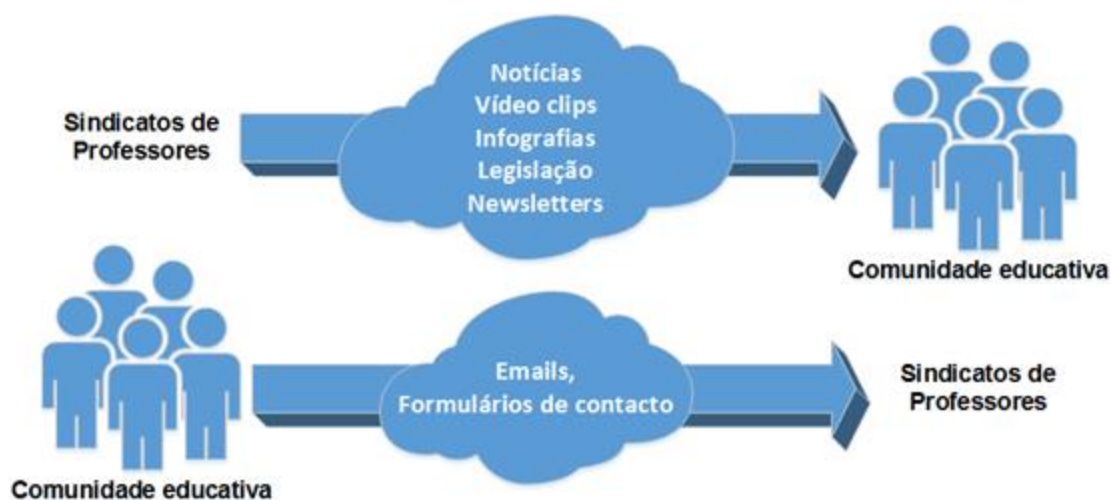 Sindicatos de
Professores
Notícias
Vídeo clips
Infografias
Legislação
Newsletters
Comunidade educativa
Comunidade educativa
Emails,
Formulários de contacto
Sindicatos de
Professores